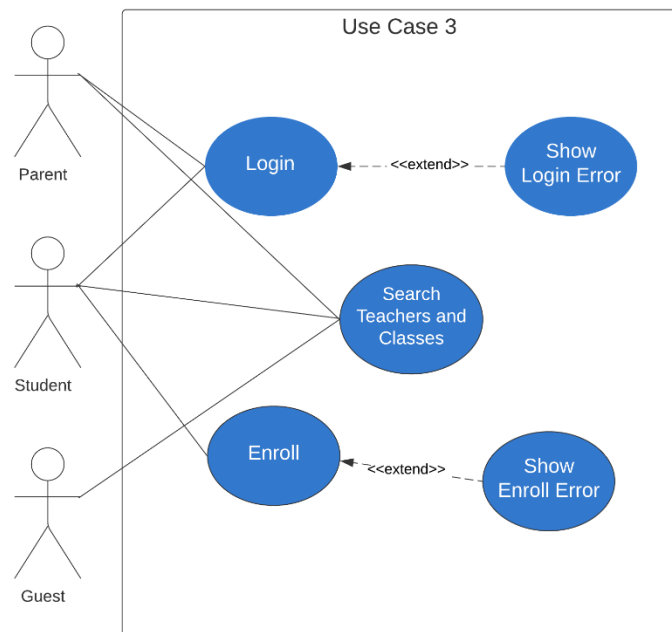 Use Case 3
Parent
Login
<<extend>>
Show
Login Error
Student
Search
Teachers and
Classes
Enroll
<<extend>>
Show
Enroll Error
Guest